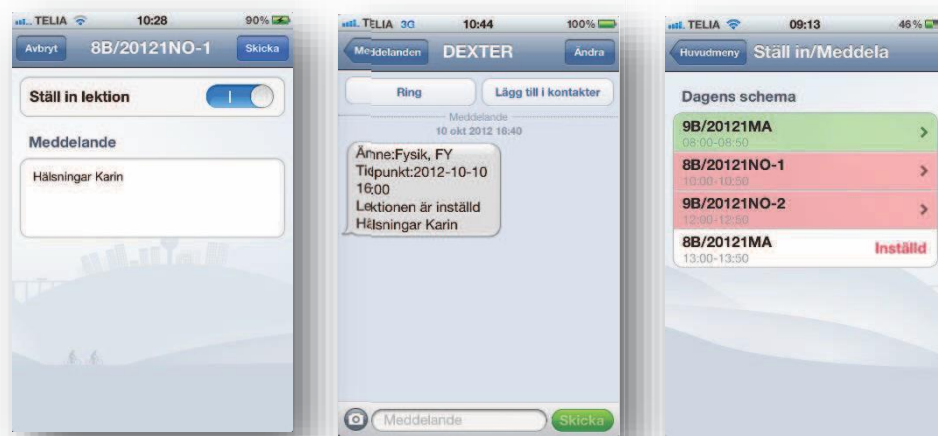 TELIA 10:28 90%
Avbryt 8B/20121NO-1 Skicka
Ställ in lektion
Meddelande
Hälsningar Karin
TELIA 3G 10:44 100%
Meddelanden DEXTER Ändra
Ring Lägg till i kontakter
Meddelande
10 okt 2012 16:40
Ämne:Fysik, FY
Tidpunkt:2012-10-10
16:00
Lektionen är inställd
Hälsningar Karin
Meddelande Skicka
TELIA 09:13 46%
Huvudmeny Ställ in/Meddela
Dagens schema
9B/20121MA
08:00-08:50
8B/20121NO-1
10:00-10:50
9B/20121NO-2
12:00-12:50
8B/20121MA Inställd
13:00-13:50